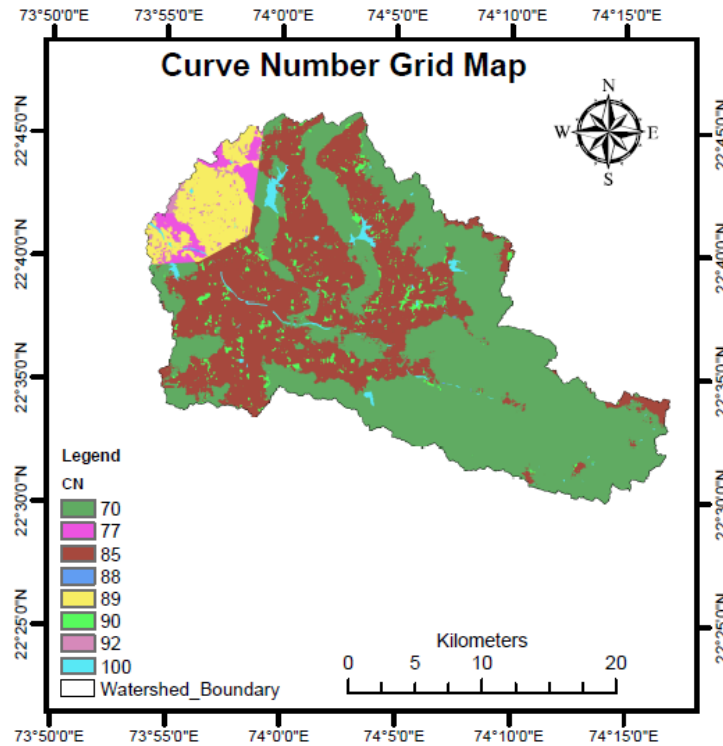 73°50'0"E 73°55'0"E 74°0'0"E 74°5'0"E 74°10'0"E 74°15'0"E
Curve Number Grid Map
N
W E
S
22°45'0"N 22°45'0"N
22°40'0"N 22°40'0"N
22°35'0"N 22°35'0"N
22°30'0"N 22°30'0"N
22°25'0"N 22°25'0"N
Legend
CN
70
77
85
88
89
90
92
100
Watershed_Boundary
Kilometers
0 5 10 20
73°50'0"E 73°55'0"E 74°0'0"E 74°5'0"E 74°10'0"E 74°15'0"E